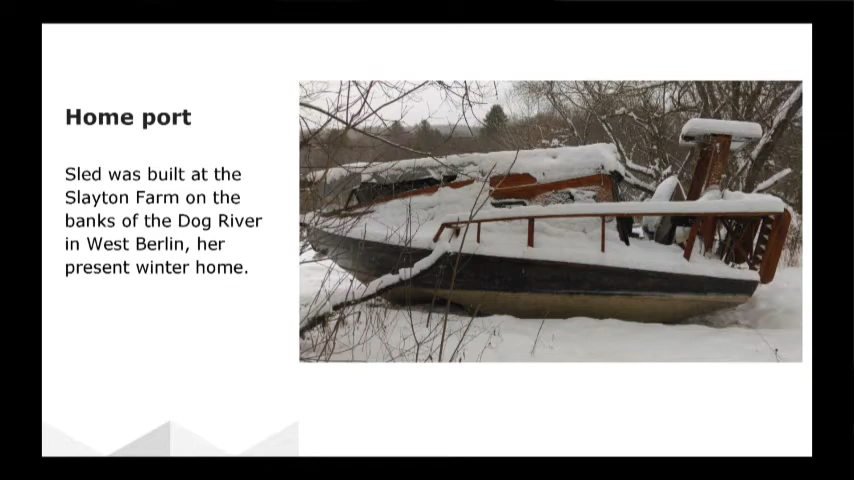 Home port
Sled was built at the
Slayton Farm on the
banks of the Dog River
in West Berlin, her
present winter home.